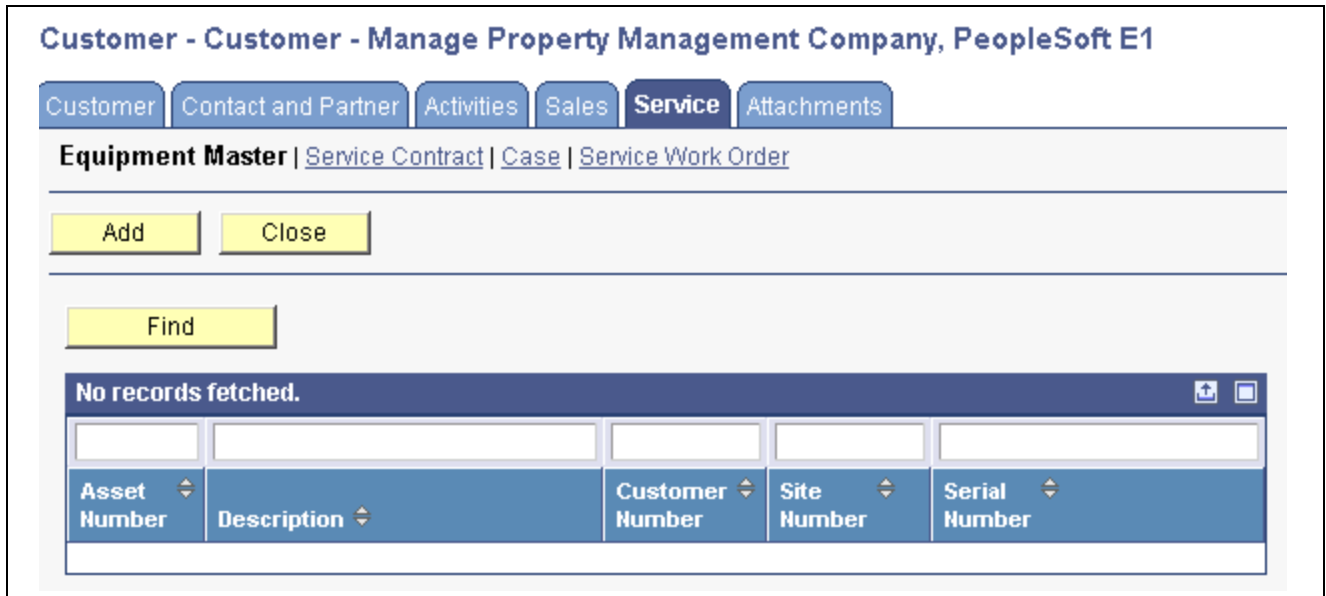 Customer - Customer - Manage Property Management Company, PeopleSoft E1
Customer Contact and Partner Activities Sales Service Attachments
Equipment Master | Service Contract | Case | Service Work Order
Add Close
Find
No records fetched.
Asset Number Description Customer Number Site Number Serial Number